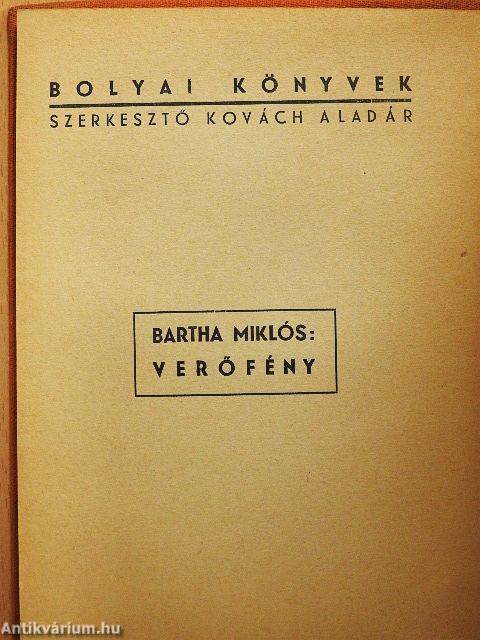 BOLYAI KÖNYVEK
SZERKESZTŐ KOVÁCH ALADÁR
BARTHA MIKLÓS:
VERŐFÉNY
Antikvárium.hu